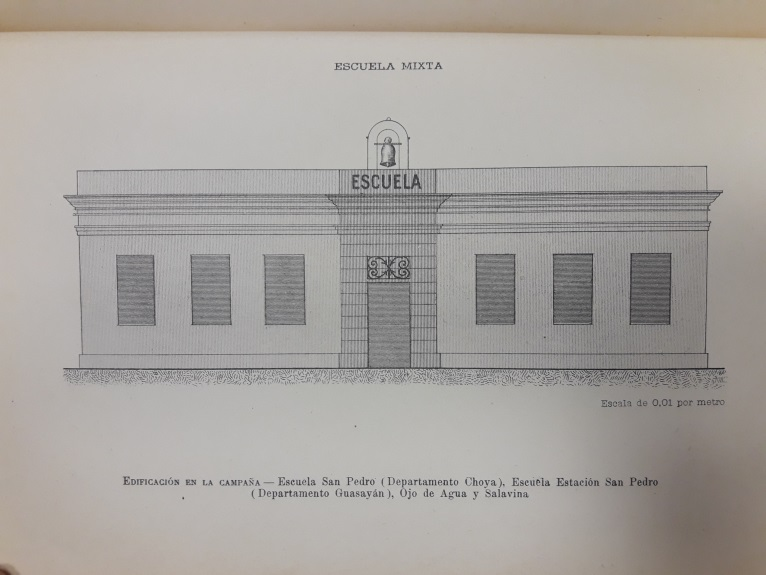 ESCUELA MIXTA
ESCUELA
Escala de 0,01 por metro
EDIFICACIÓN EN LA CAMPAÑA — Escuela San Pedro (Departamento Choya), Escuela Estación San Pedro
(Departamento Guasayán), Ojo de Agua y Salavina